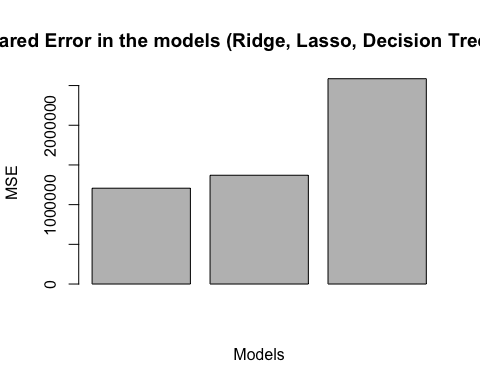 ared Error in the models (Ridge, Lasso, Decision Tre
MSE
2000000
1000000
0
Models